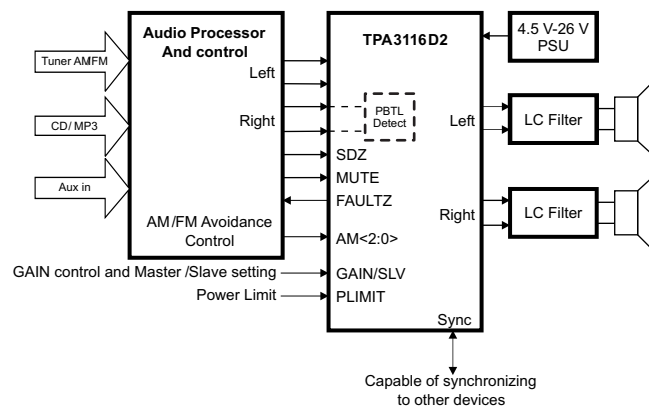 Audio Processor
And control
TPA3116D2
4.5 V-26 V
PSU
Tuner AM/FM
Left
PBTL
Detect
CD/ MP3
Right
Left
LC Filter
SDZ
Aux in
MUTE
FAULTZ
Right
LC Filter
AM/FM Avoidance
Control
AM<2:0>
GAIN control and Master /Slave setting
GAIN/SLV
Power Limit
PLIMIT
Sync
Capable of synchronizing
to other devices